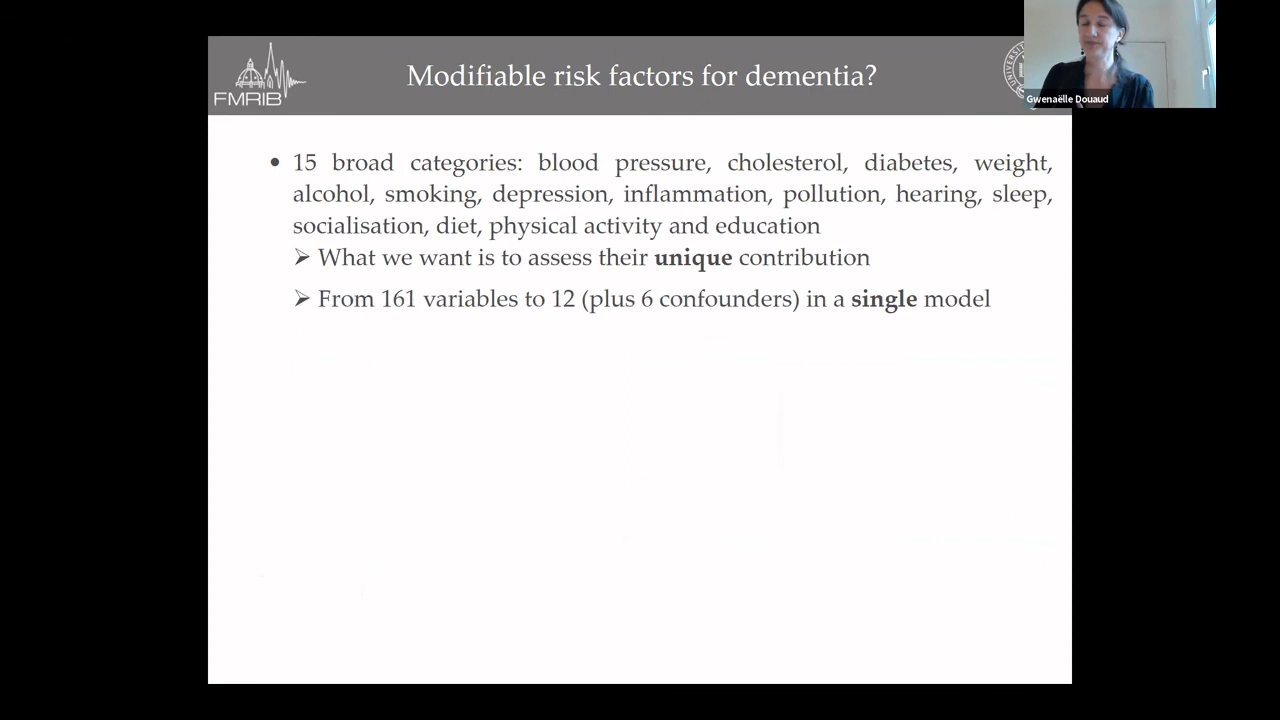 FMRIB
Modifiable risk factors for dementia?
UNIVERSIT
Gwenaëlle Douaud
• 15 broad categories: blood pressure, cholesterol, diabetes, weight,
alcohol, smoking, depression, inflammation, pollution, hearing, sleep,
socialisation, diet, physical activity and education
➢ What we want is to assess their unique contribution
➢ From 161 variables to 12 (plus 6 confounders) in a single model